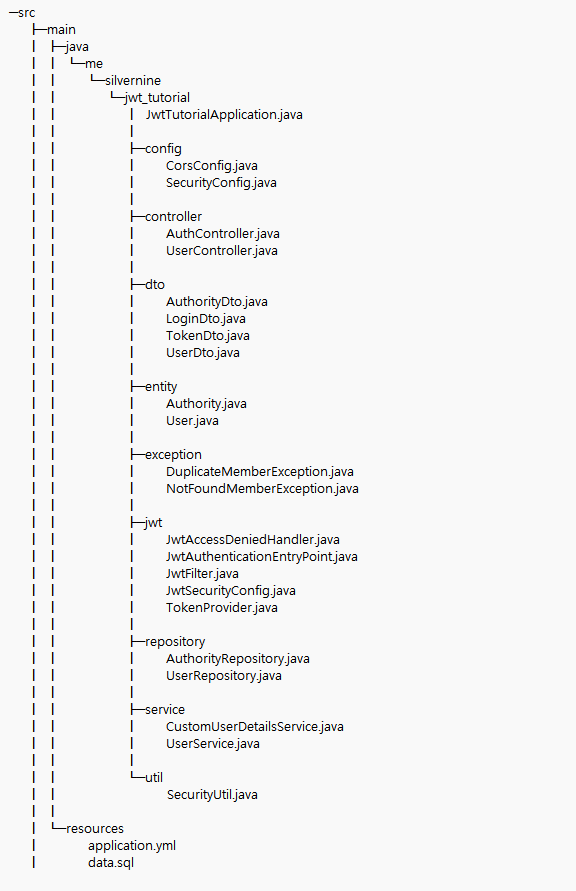 src
main
java
me
silvernine
jwt_tutorial
JwtTutorialApplication.java
config
CorsConfig.java
SecurityConfig.java
controller
AuthController.java
UserController.java
dto
AuthorityDto.java
LoginDto.java
TokenDto.java
UserDto.java
entity
Authority.java
User.java
exception
DuplicateMemberException.java
NotFoundMemberException.java
jwt
JwtAccessDeniedHandler.java
JwtAuthenticationEntryPoint.java
JwtFilter.java
JwtSecurityConfig.java
TokenProvider.java
repository
AuthorityRepository.java
UserRepository.java
service
CustomUserDetailsService.java
UserService.java
util
SecurityUtil.java
resources
application.yml
data.sql